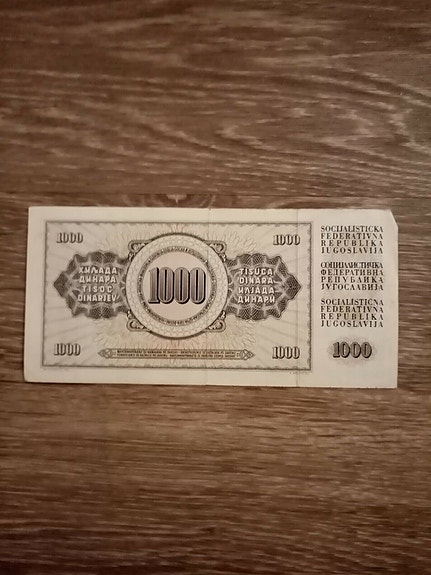 1000
1000
ХИЉАДА
ДИНАРА
TISOČ
DINARJEV
1000
TISUĆA
DINARA
ИЛЈАДА
ДИНАРИ
1000
1000
SOCIJALISTIČKA
FEDERATIVNA
REPUBLIKA
JUGOSLAVIJA
СОЦИЈАЛИСТИЧКА
ФЕДЕРАТИВНА
РЕПУБЛИКА
ЈУГОСЛАВИЈА
SOCIALISTIČNA
FEDERATIVNA
REPUBLIKA
JUGOSLAVIJA
1000